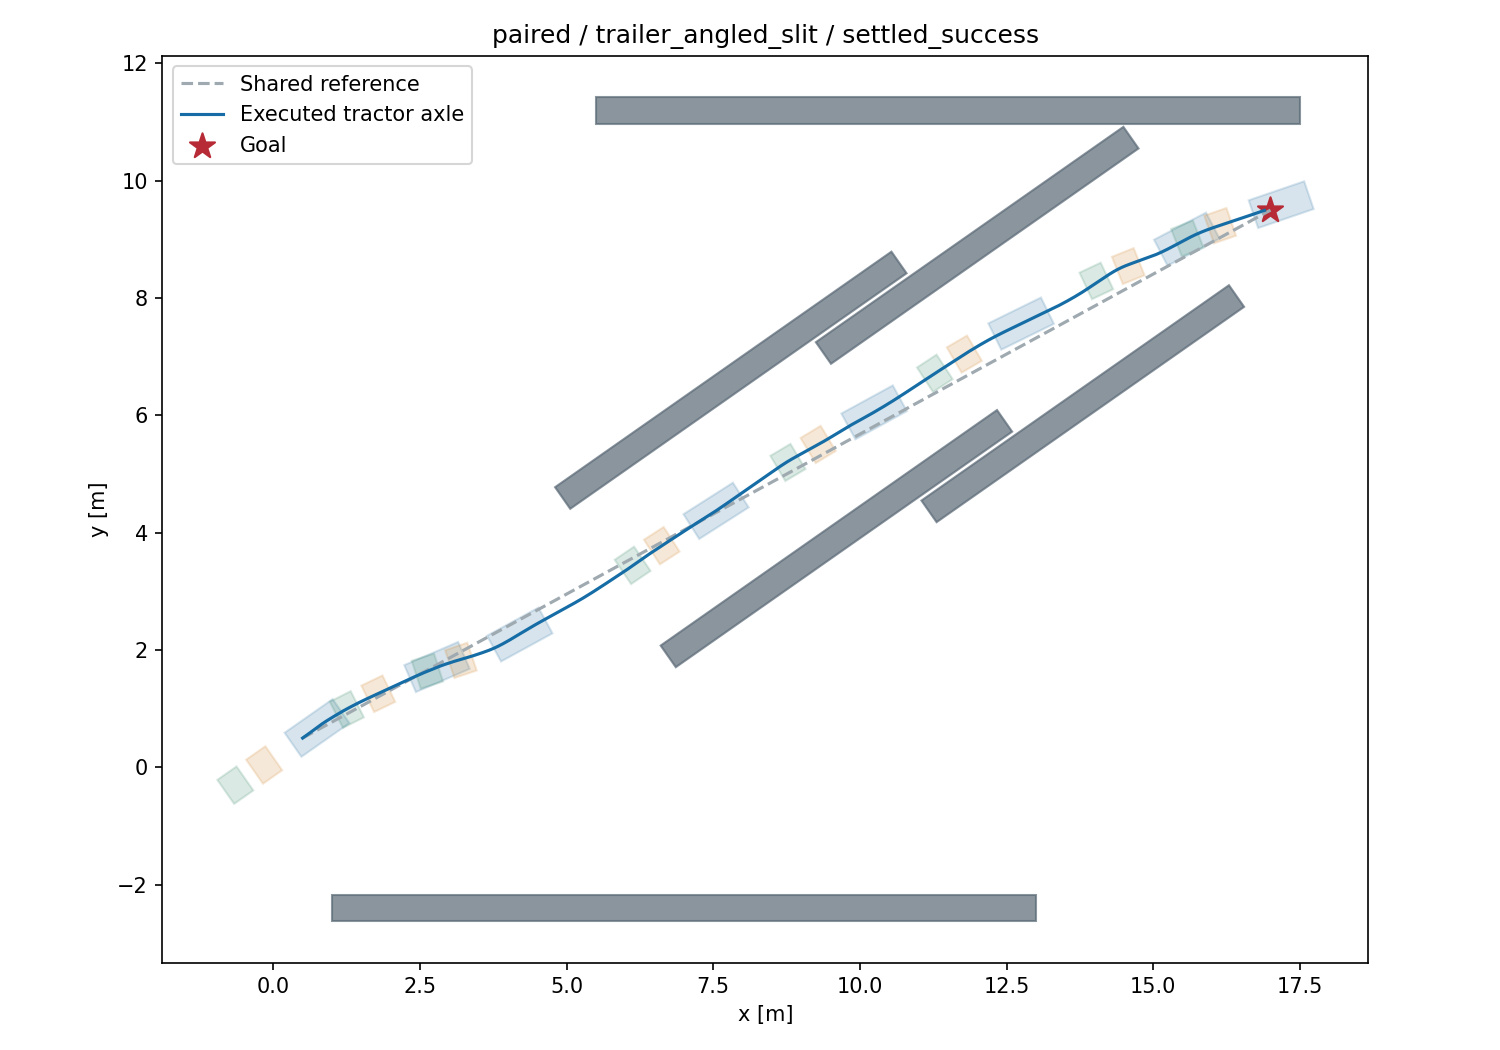 paired / trailer_angled_slit / settled_success
Shared reference
Executed tractor axle
Goal
12
10
8
6
4
2
0
−2
y [m]
0.0 2.5 5.0 7.5 10.0 12.5 15.0 17.5
x [m]